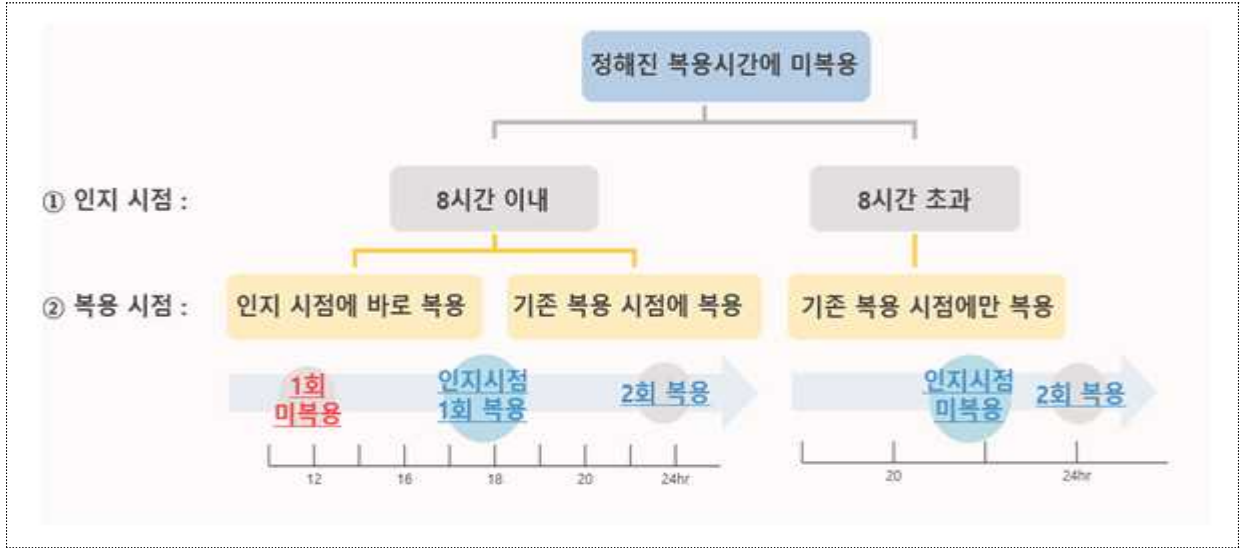 정해진 복용시간에 미복용
① 인지 시점 :
8시간 이내
8시간 초과
② 복용 시점 :
인지 시점에 바로 복용
기존 복용 시점에 복용
기존 복용 시점에만 복용
1회
미복용
인지시점
1회 복용
2회 복용
인지시점
미복용
2회 복용
12
16
18
20
24hr
20
24hr